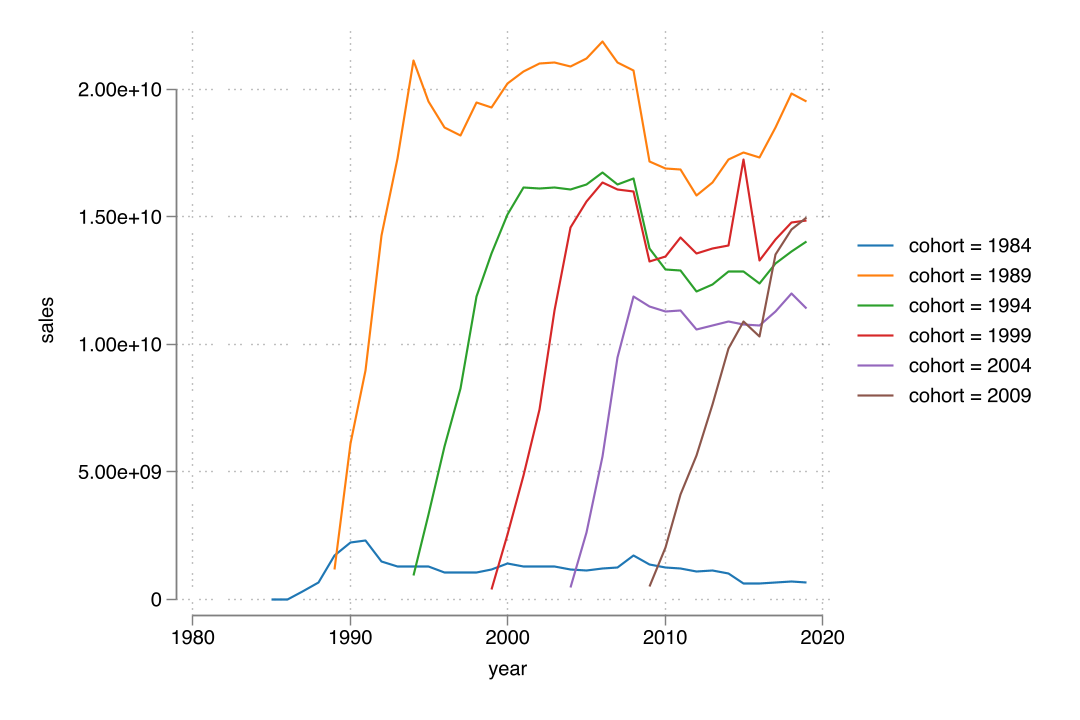 2.00e+10
1.50e+10
1.00e+10
5.00e+09
0
sales
1980 1990 2000 2010 2020
year
cohort = 1984
cohort = 1989
cohort = 1994
cohort = 1999
cohort = 2004
cohort = 2009